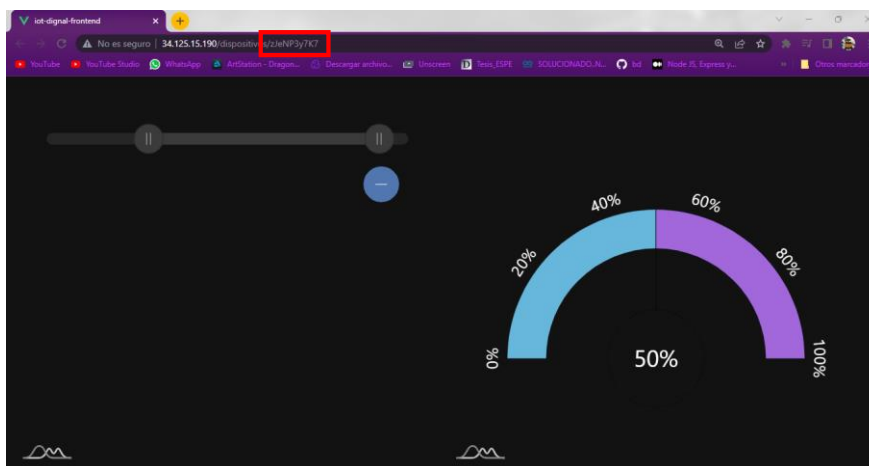 iot-dignal-frontend
No es seguro | 34.125.15.190/dispositivos/zJeNP3y7K7
YouTube YouTube Studio WhatsApp ArtStation - Dragon... Descargar archivo... Unscreen Tesis_ESPE SOLUCIONADO..N... bd Node JS, Express y... » Otros marcador
40%
60%
20%
80%
0%
50%
100%